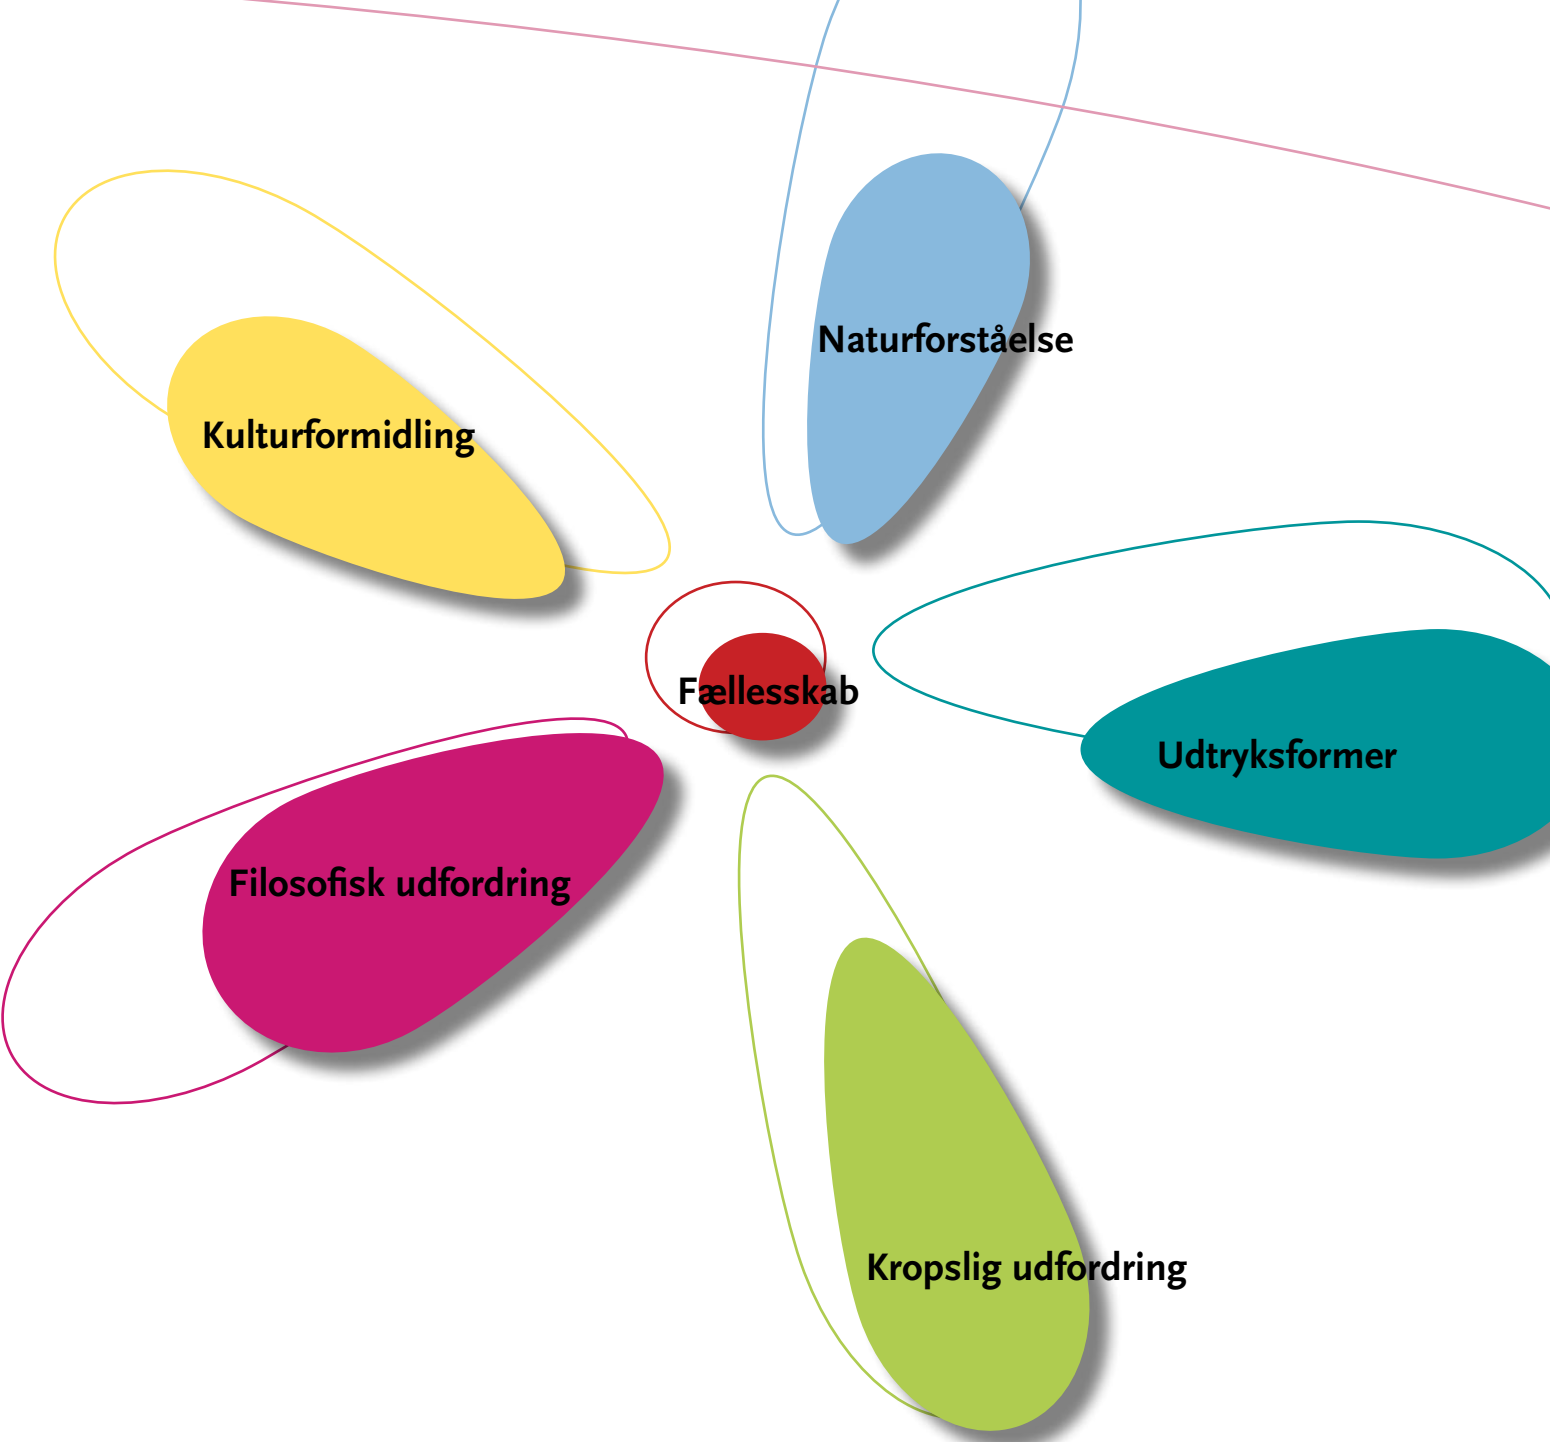 Naturforståelse
Kulturformidling
Fællesskab
Udtryksformer
Filosofisk udfordring
Kropslig udfordring